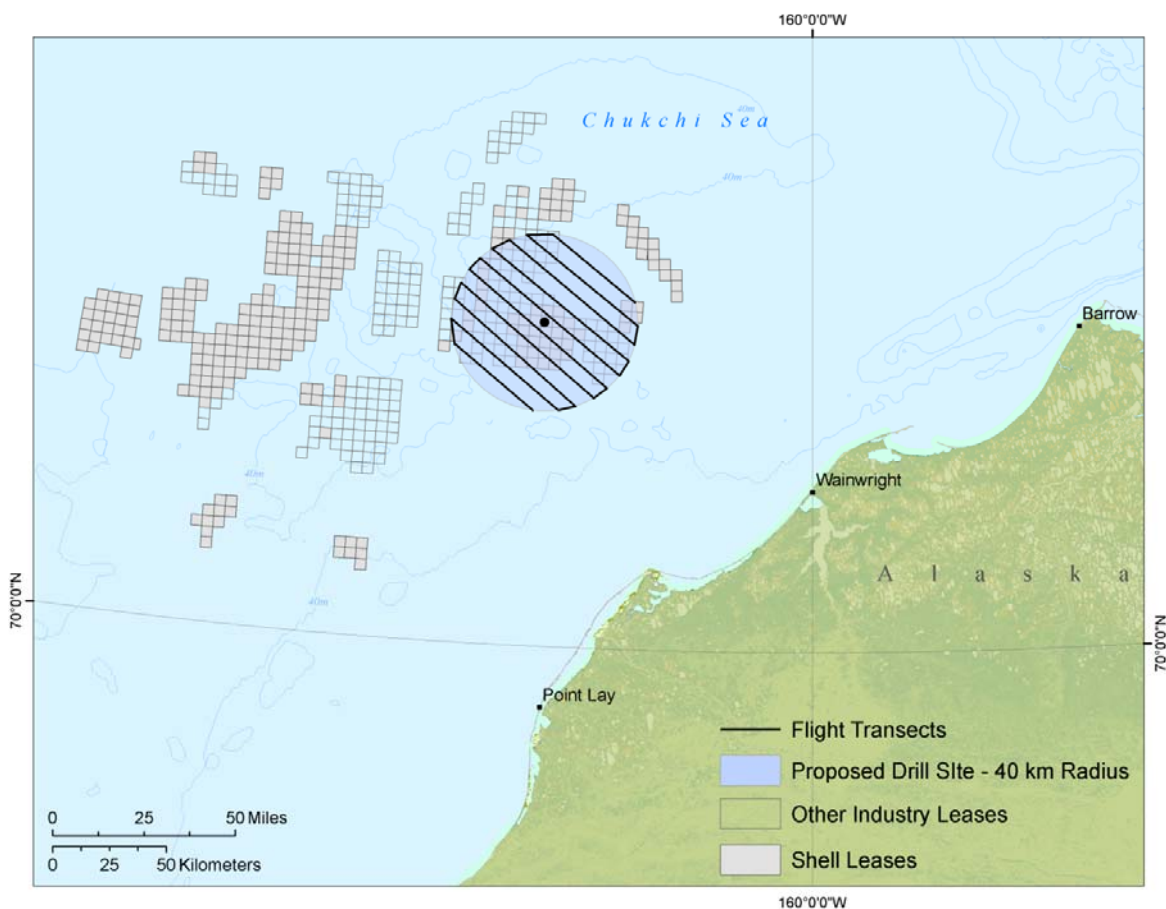 160°0'0"W
40m
Chukchi Sea
40m
Barrow
Wainwright
40m
Alaska
70°0'0"N
40m
70°0'0"N
Point Lay
Flight Transects
Proposed Drill SIte - 40 km Radius
0 25 50 Miles
Other Industry Leases
0 25 50 Kilometers
Shell Leases
160°0'0"W